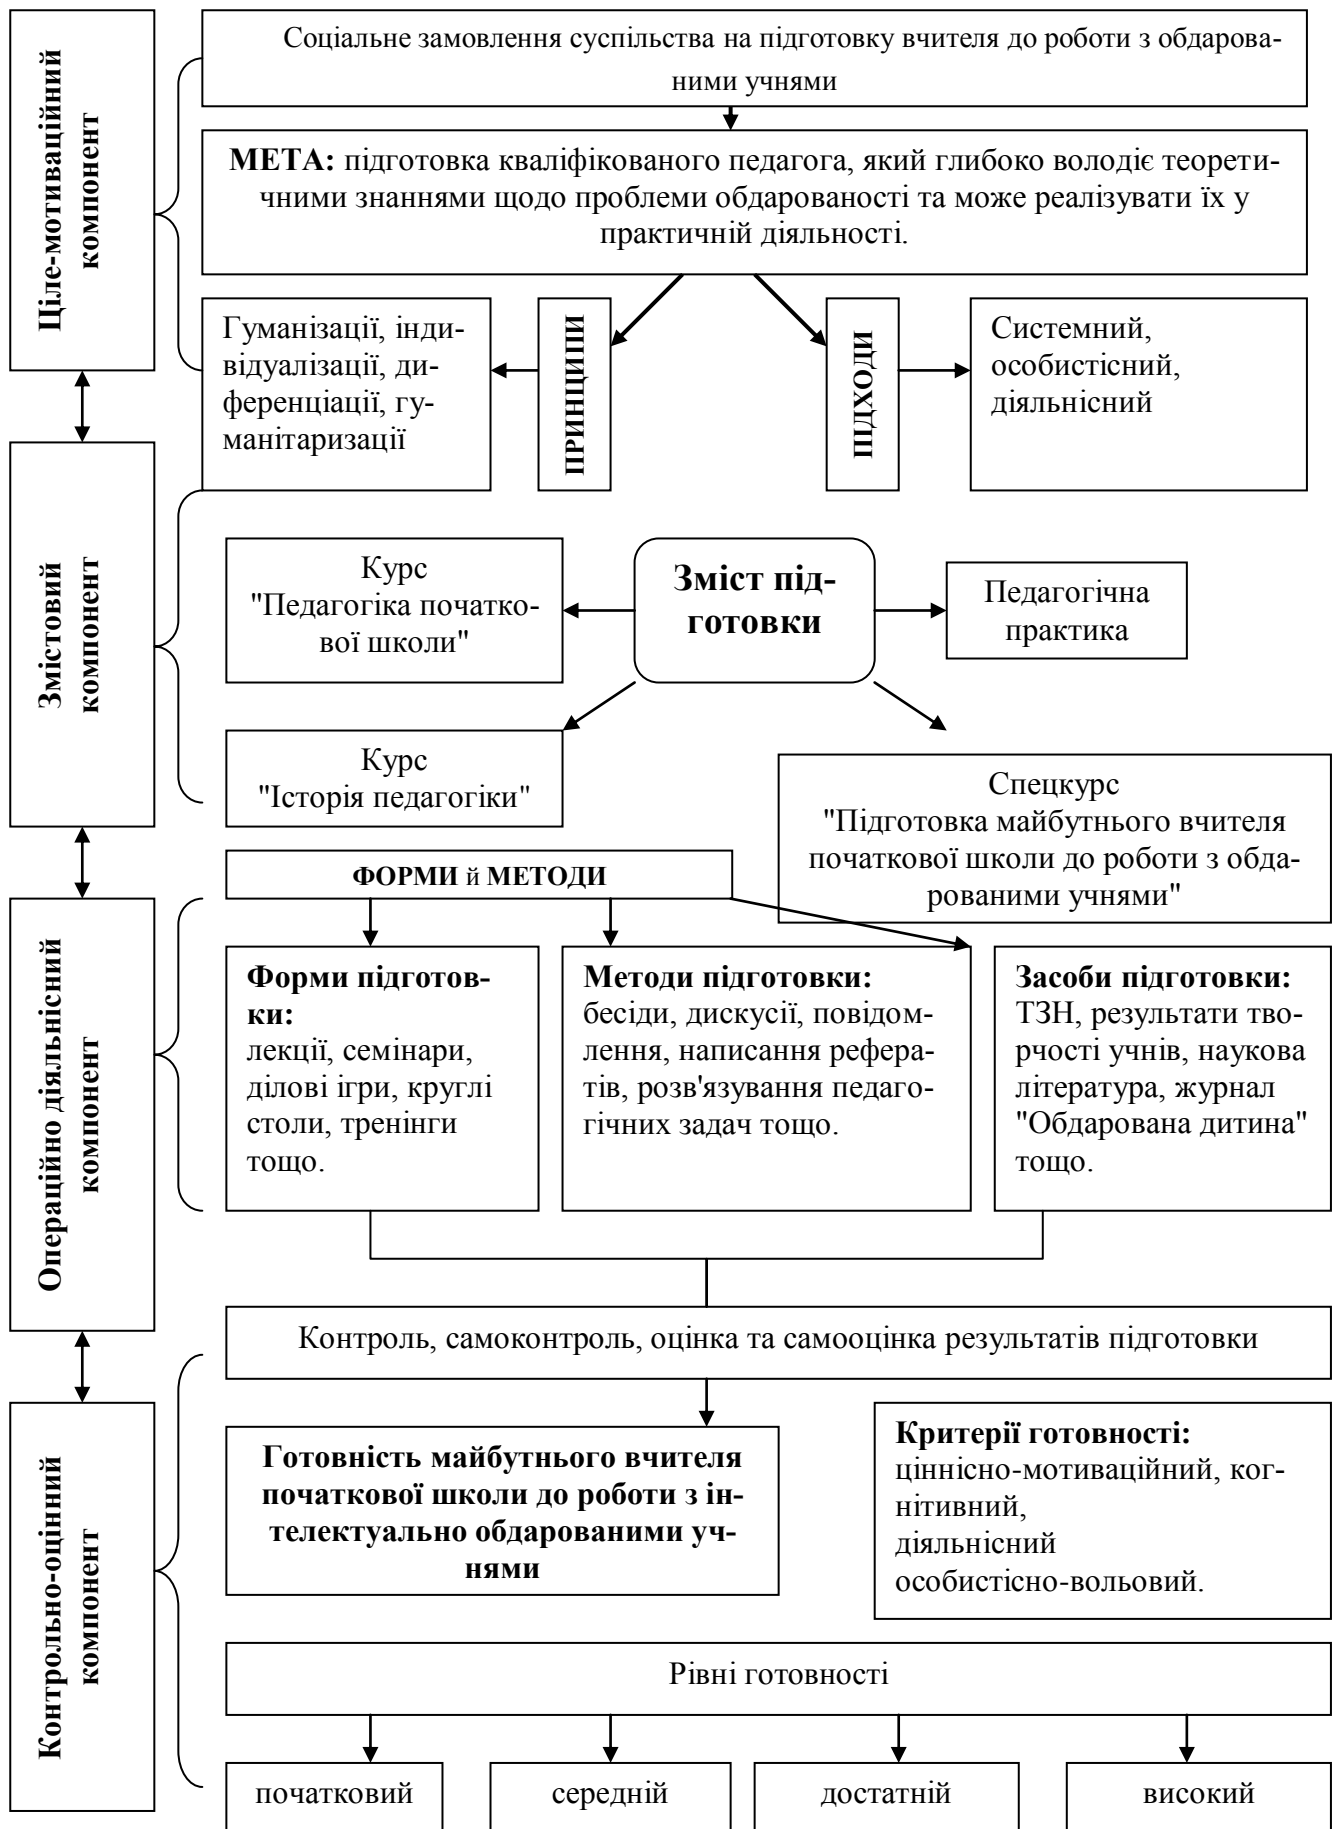 Ціле-мотиваційний
компонент
Соціальне замовлення суспільства на підготовку вчителя до роботи з обдарова-
ними учнями
МЕТА: підготовка кваліфікованого педагога, який глибоко володіє теорети-
чними знаннями щодо проблеми обдарованості та може реалізувати їх у
практичній діяльності.
Гуманізації, інди-
відуалізації, ди-
ференціації, гу-
манітаризації
ПРИНЦИПИ
ПІДХОДИ
Системний,
особистісний,
діяльнісний
Змістовий
компонент
Курс
"Педагогіка початко-
вої школи"
Зміст під-
готовки
Педагогічна
практика
Курс
"Історія педагогіки"
Спецкурс
"Підготовка майбутнього вчителя
початкової школи до роботи з обда-
рованими учнями"
Операційно діяльнісний
компонент
ФОРМИ й МЕТОДИ
Форми підготов-
ки:
лекції, семінари,
ділові ігри, круглі
столи, тренінги
тощо.
Методи підготовки:
бесіди, дискусії, повідом-
лення, написання рефера-
тів, розв'язування педаго-
гічних задач тощо.
Засоби підготовки:
ТЗН, результати тво-
рчості учнів, наукова
література, журнал
"Обдарована дитина"
тощо.
Контрольно-оцінний
компонент
Контроль, самоконтроль, оцінка та самооцінка результатів підготовки
Готовність майбутнього вчителя
початкової школи до роботи з ін-
телектуально обдарованими уч-
нями
Критерії готовності:
ціннісно-мотиваційний, ког-
нітивний,
діяльнісний
особистісно-вольовий.
Рівні готовності
початковий
середній
достатній
високий